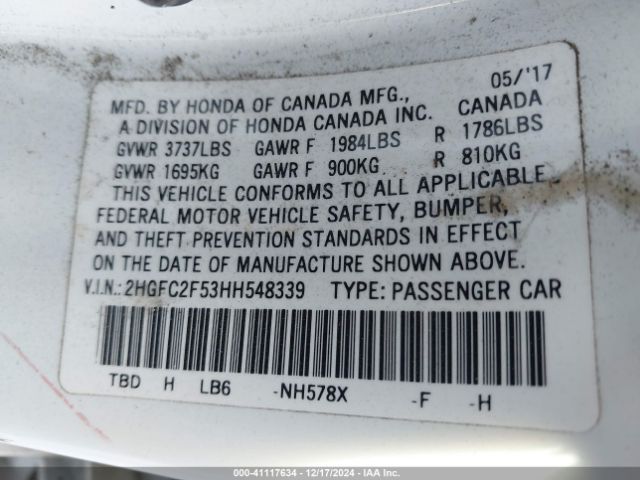 05/'17
MFD. BY HONDA OF CANADA MFG., CANADA
A DIVISION OF HONDA CANADA INC.
GVWR 3737LBS GAWR F 1984LBS R 1786LBS
GVWR 1695KG GAWR F 900KG R 810KG
THIS VEHICLE CONFORMS TO ALL APPLICABLE
FEDERAL MOTOR VEHICLE SAFETY, BUMPER,
AND THEFT PREVENTION STANDARDS IN EFFECT
ON THE DATE OF MANUFACTURE SHOWN ABOVE.
V.I.N.: 2HGFC2F53HH548339 TYPE: PASSENGER CAR
TBD H LB6 -NH578X -F -H
© 00-41117634 - 12/17/2024 - IAA Inc.